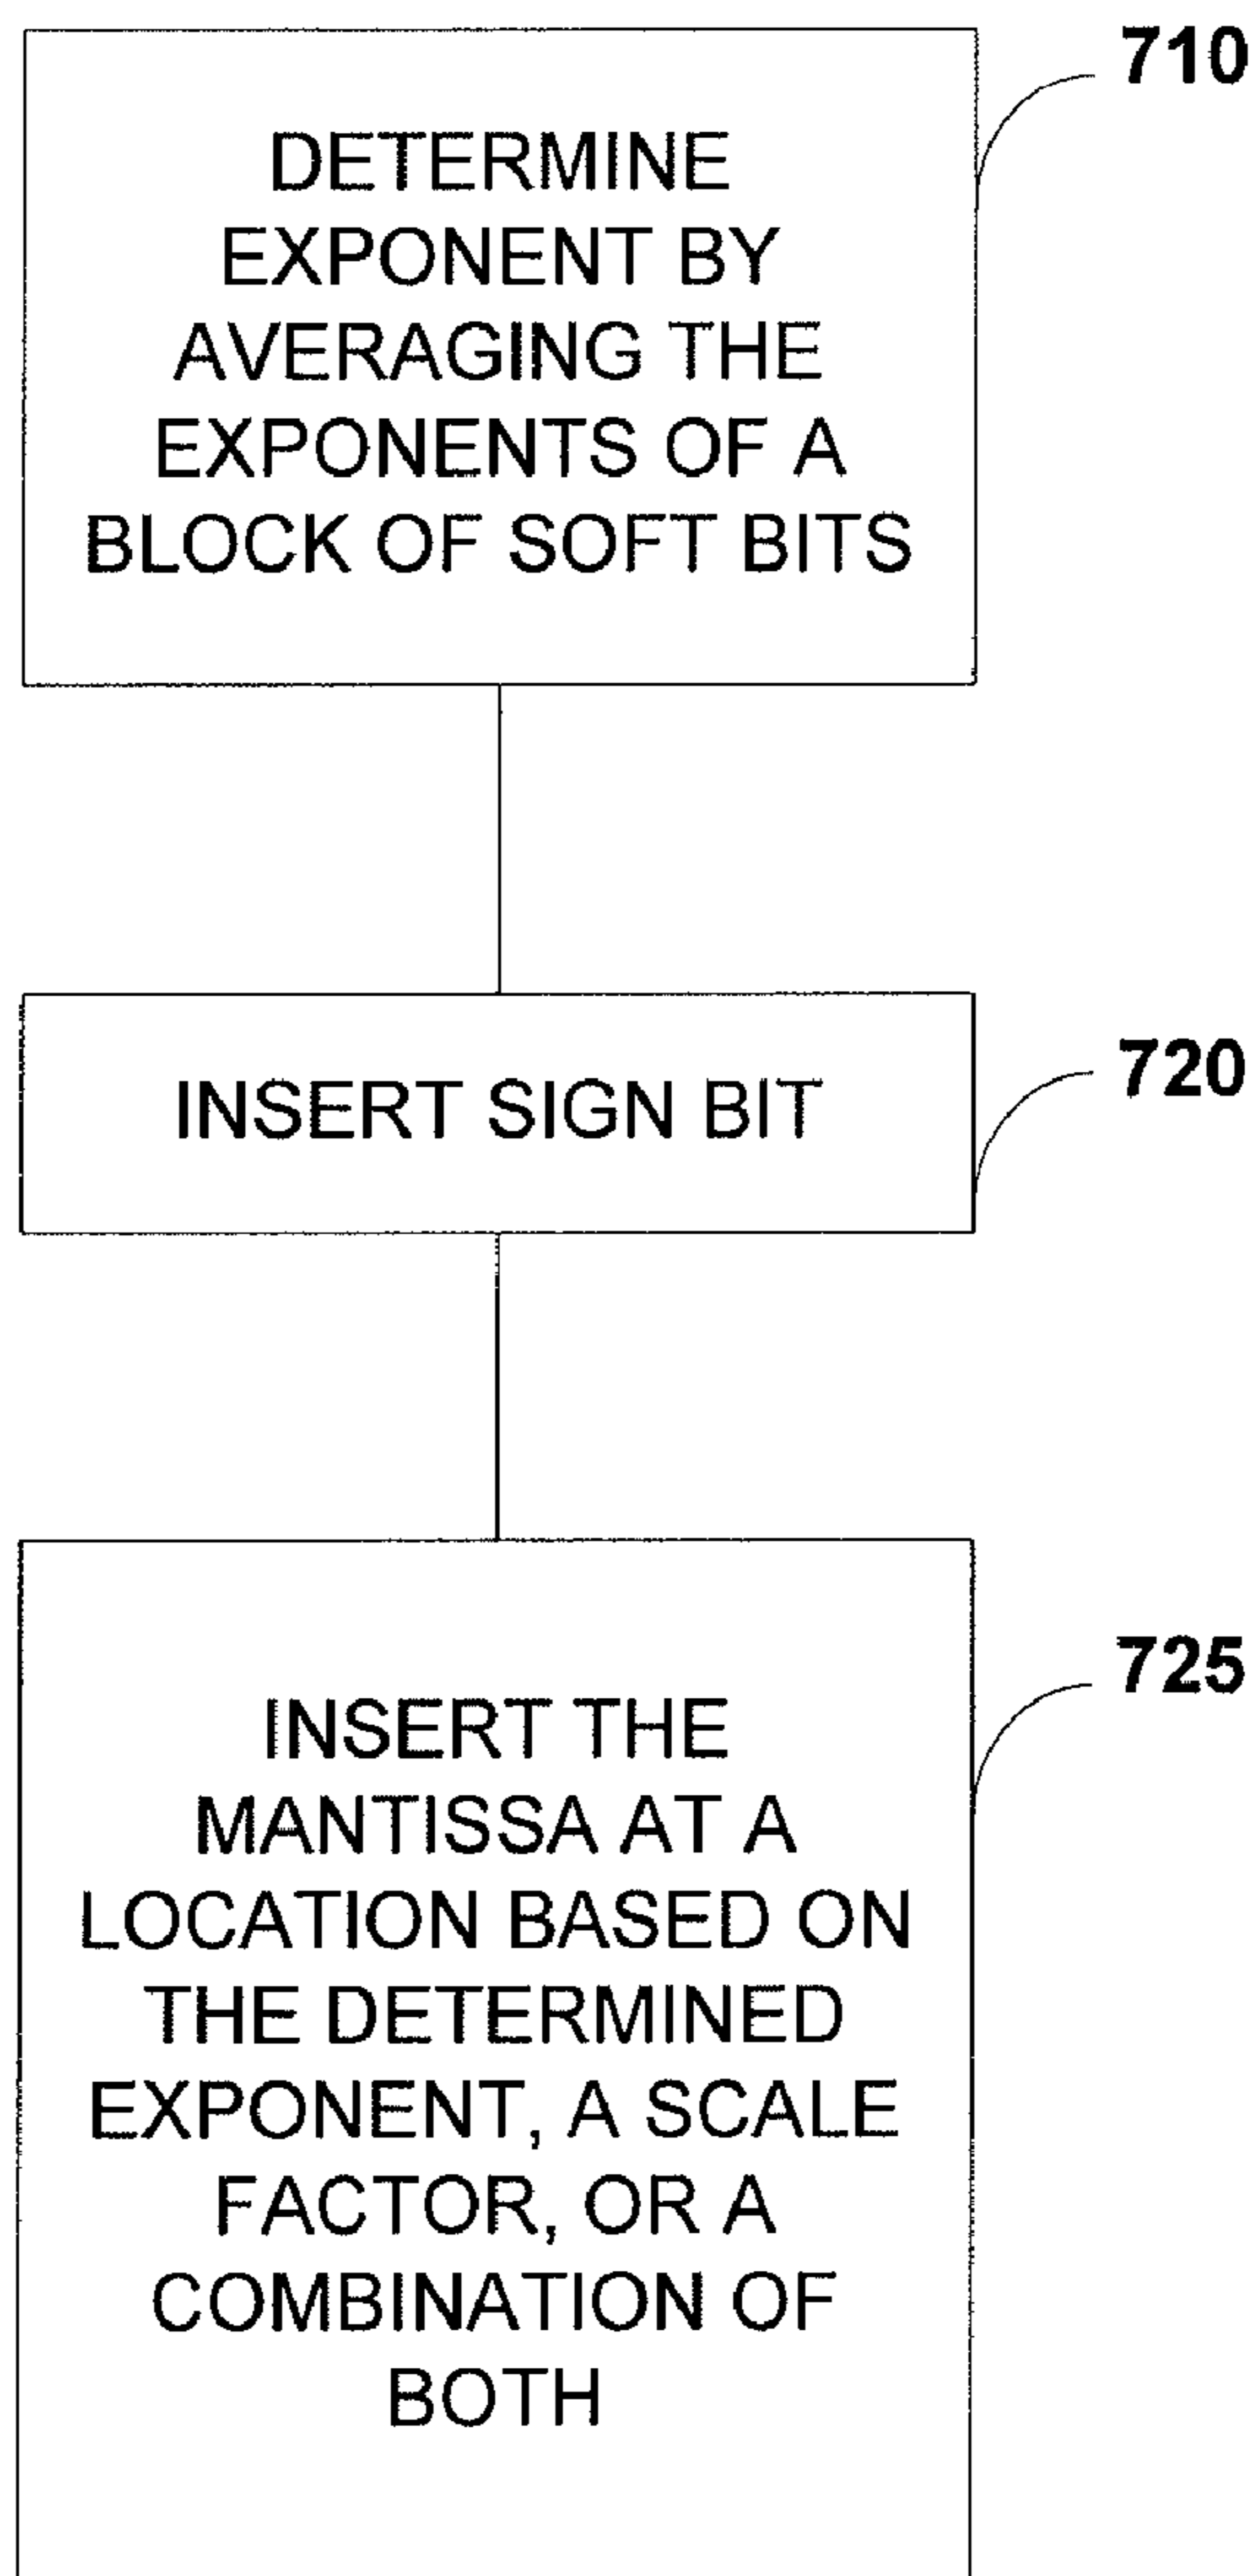 710
DETERMINE
EXPONENT BY
AVERAGING THE
EXPONENTS OF A
BLOCK OF SOFT BITS
720
INSERT SIGN BIT
725
INSERT THE
MANTISSA AT A
LOCATION BASED ON
THE DETERMINED
EXPONENT, A SCALE
FACTOR, OR A
COMBINATION OF
BOTH